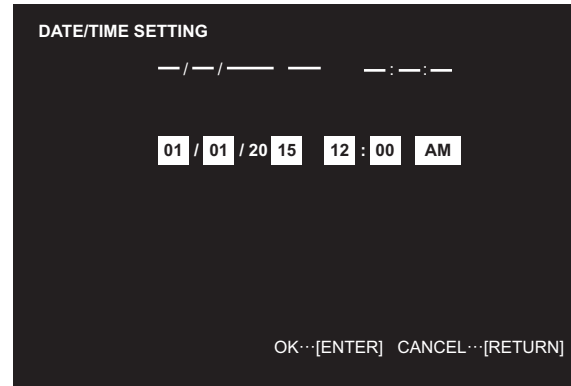 DATE/TIME SETTING
—/—/—— —— —:—:—
01 / 01 / 20 15 12 : 00 AM
OK···[ENTER] CANCEL···[RETURN]